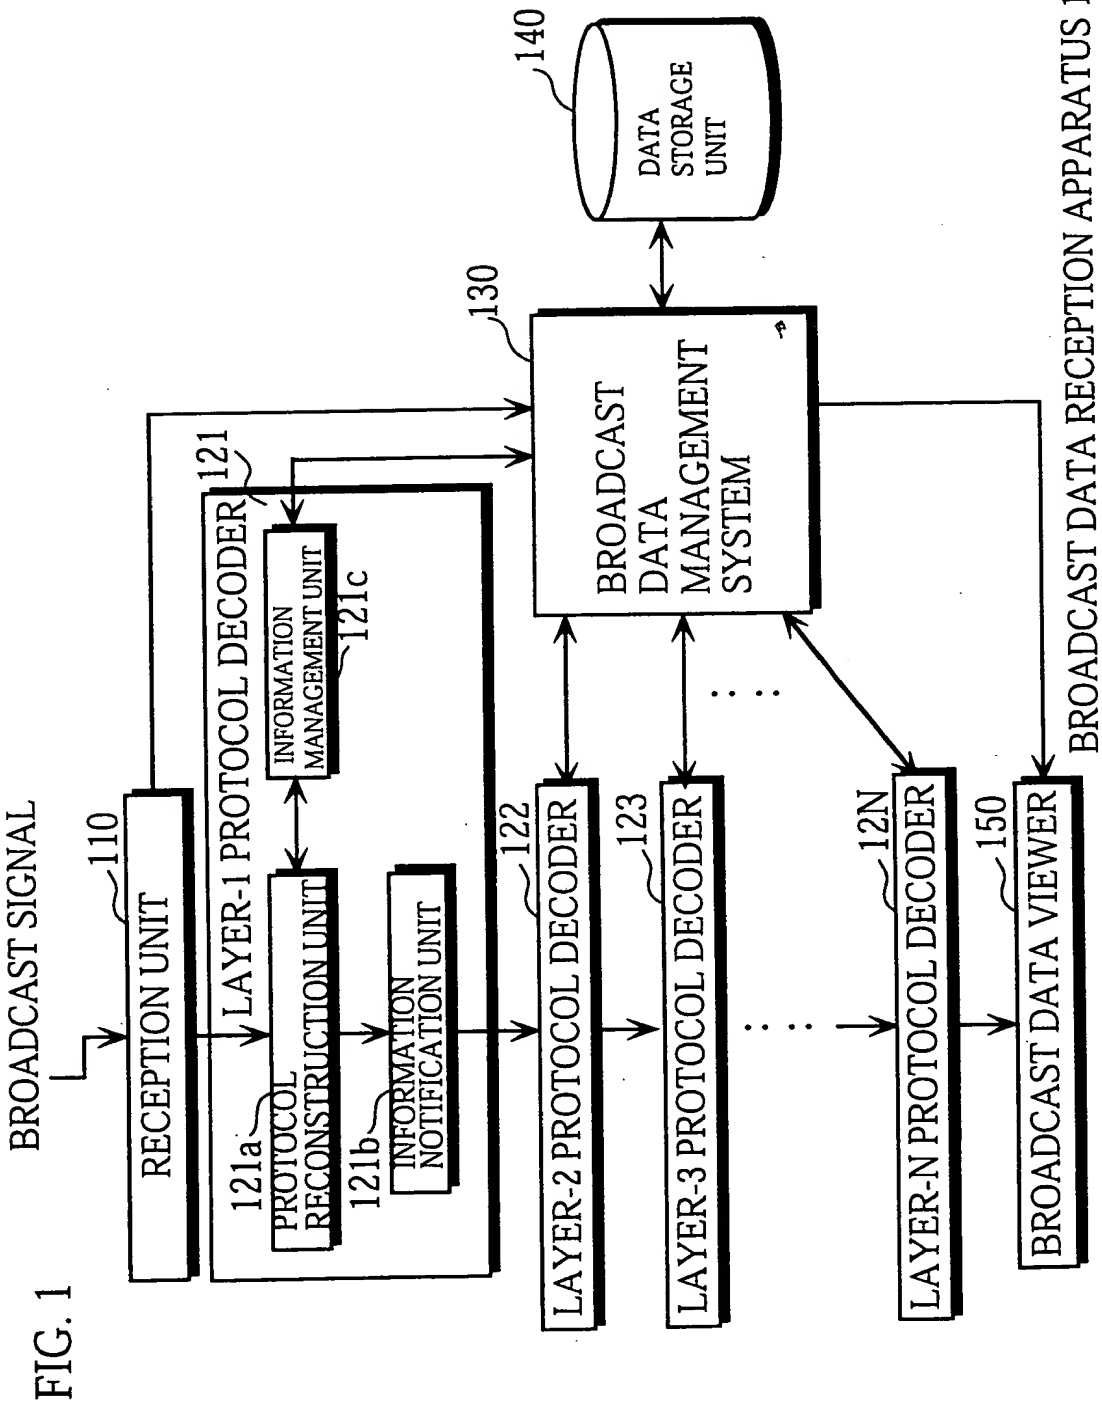 FIG. 1
BROADCAST SIGNAL
110
RECEPTION UNIT
LAYER-1 PROTOCOL DECODER
121
121a
PROTOCOL
RECONSTRUCTION UNIT
INFORMATION
MANAGEMENT UNIT
121c
121b
INFORMATION
NOTIFICATION UNIT
122
LAYER-2 PROTOCOL DECODER
123
LAYER-3 PROTOCOL DECODER
12N
LAYER-N PROTOCOL DECODER
150
BROADCAST DATA VIEWER
130
BROADCAST
DATA
MANAGEMENT
SYSTEM
140
DATA
STORAGE
UNIT
BROADCAST DATA RECEPTION APPARATUS